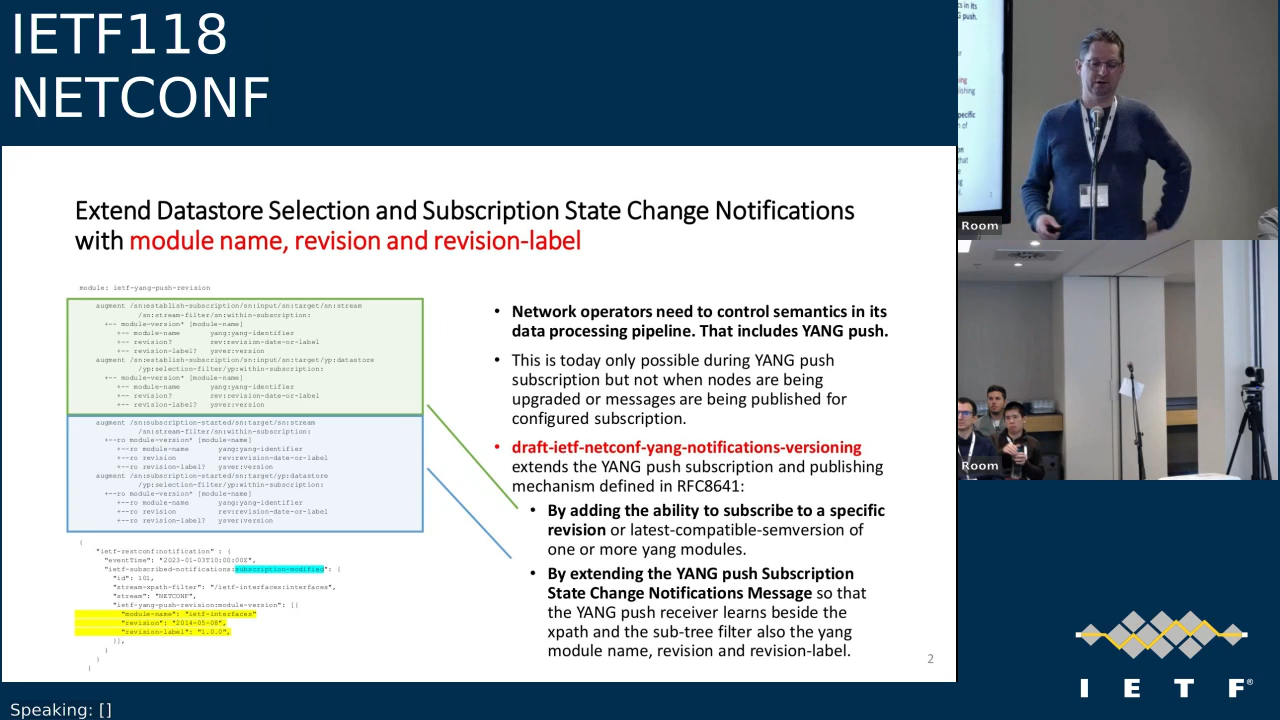 IETF118
NETCONF
Extend Datastore Selection and Subscription State Change Notifications
with module name, revision and revision-label
module: ietf-yang-push-revision
augment /sn:establish-subscription/sn:input/sn:target/sn:stream
/sn:stream-filter/sn:within-subscription:
+-- module-version* [module-name]
+-- module-name yang:yang-identifier
+-- revision? rev:revision-date-or-label
+-- revision-label? ysver:version
augment /sn:establish-subscription/sn:input/sn:target/yp:datastore
/yp:selection-filter/yp:within-subscription:
+-- module-version* [module-name]
+-- module-name yang:yang-identifier
+-- revision? rev:revision-date-or-label
+-- revision-label? ysver:version
augment /sn:subscription-started/sn:target/sn:stream
/sn:stream-filter/sn:within-subscription:
+--ro module-version* [module-name]
+--ro module-name yang:yang-identifier
+--ro revision rev:revision-date-or-label
+--ro revision-label? ysver:version
augment /sn:subscription-started/sn:target/yp:datastore
/yp:selection-filter/yp:within-subscription:
+--ro module-version* [module-name]
+--ro module-name yang:yang-identifier
+--ro revision rev:revision-date-or-label
+--ro revision-label? ysver:version
{
"ietf-restconf:notification" : {
"eventTime": "2023-01-03T10:00:00Z",
"ietf-subscribed-notifications:subscription-modified": {
"id": 101,
"stream-xpath-filter": "/ietf-interfaces:interfaces",
"stream": "NETCONF",
"ietf-yang-push-revision:module-version": [{
"module-name": "ietf-interfaces"
"revision": "2014-05-08",
"revision-label": "1.0.0",
}],
}
}
}
• Network operators need to control semantics in its
data processing pipeline. That includes YANG push.
• This is today only possible during YANG push
subscription but not when nodes are being
upgraded or messages are being published for
configured subscription.
• draft-ietf-netconf-yang-notifications-versioning
extends the YANG push subscription and publishing
mechanism defined in RFC8641:
• By adding the ability to subscribe to a specific
revision or latest-compatible-semversion of
one or more yang modules.
• By extending the YANG push Subscription
State Change Notifications Message so that
the YANG push receiver learns beside the
xpath and the sub-tree filter also the yang
module name, revision and revision-label.
2
Room
Room
I E T F®
Speaking: []